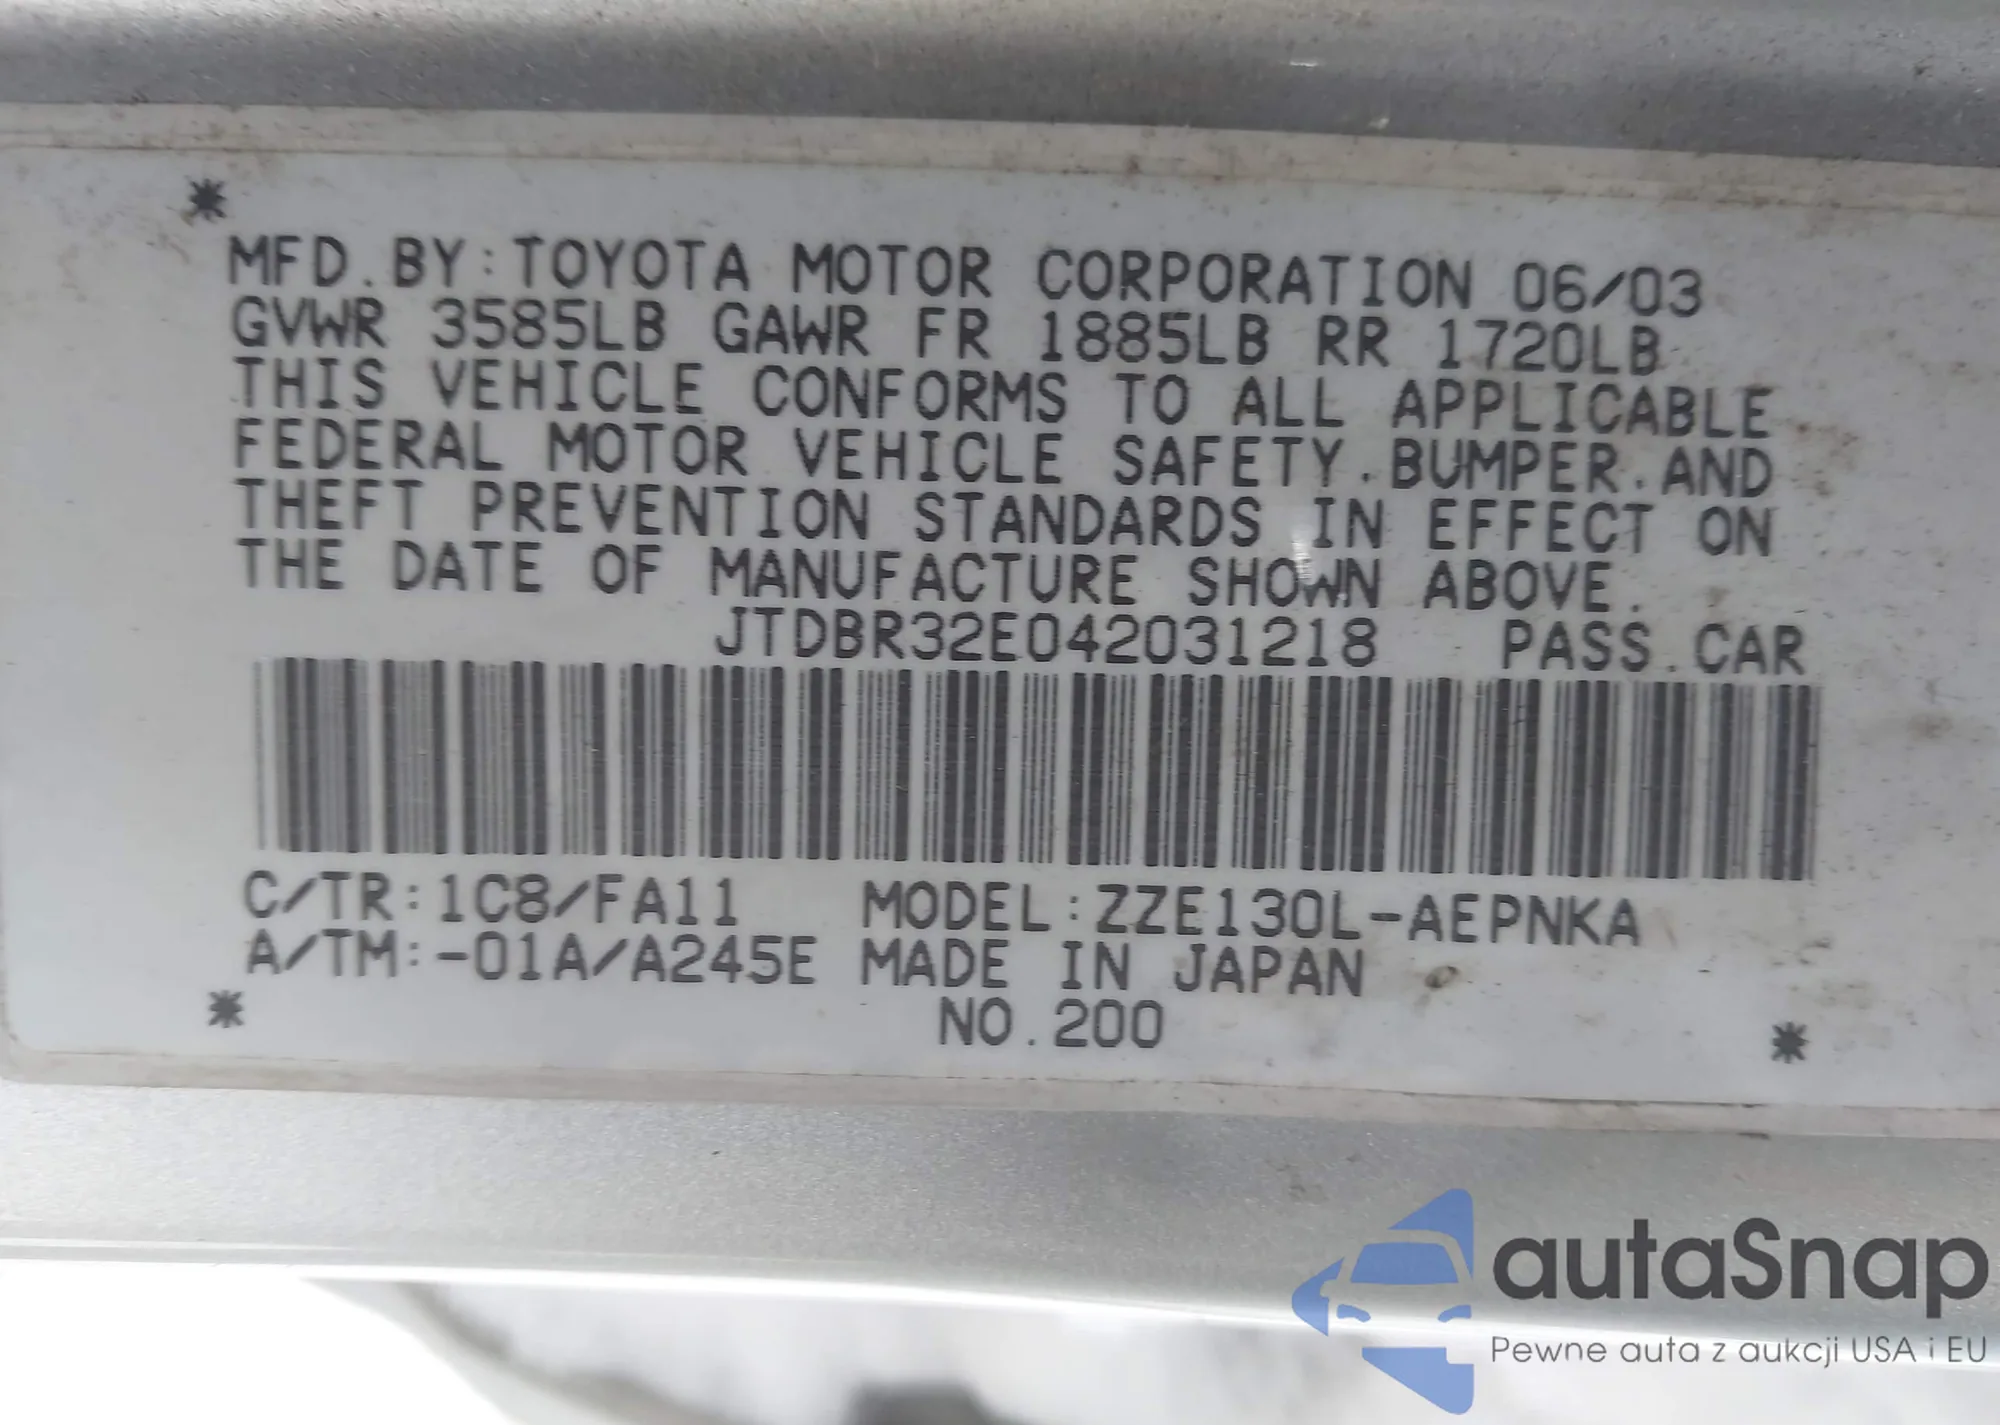 *
MFD.BY:TOYOTA MOTOR CORPORATION 06/03
GVWR 3585LB GAWR FR 1885LB RR 1720LB
THIS VEHICLE CONFORMS TO ALL APPLICABLE
FEDERAL MOTOR VEHICLE SAFETY.BUMPER.AND
THEFT PREVENTION STANDARDS IN EFFECT ON
THE DATE OF MANUFACTURE SHOWN ABOVE.
JTDBR32E042031218 PASS.CAR
C/TR:1C8/FA11 MODEL:ZZE130L-AEPNKA
A/TM:-01A/A245E MADE IN JAPAN
* NO.200 *
autaSnap
Pewne auta z aukcji USA i EU